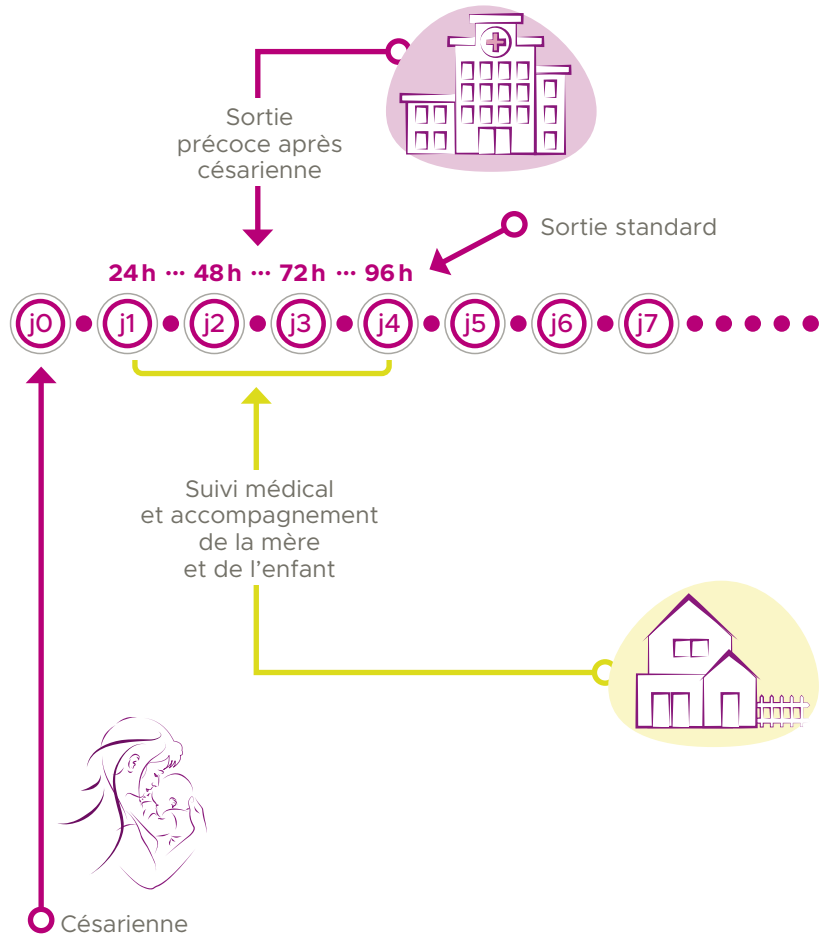 Sortie
précoce après
césarienne
Sortie standard
24 h ··· 48 h ··· 72 h ··· 96 h
j0 j1 j2 j3 j4 j5 j6 j7
Suivi médical
et accompagnement
de la mère
et de l'enfant
Césarienne